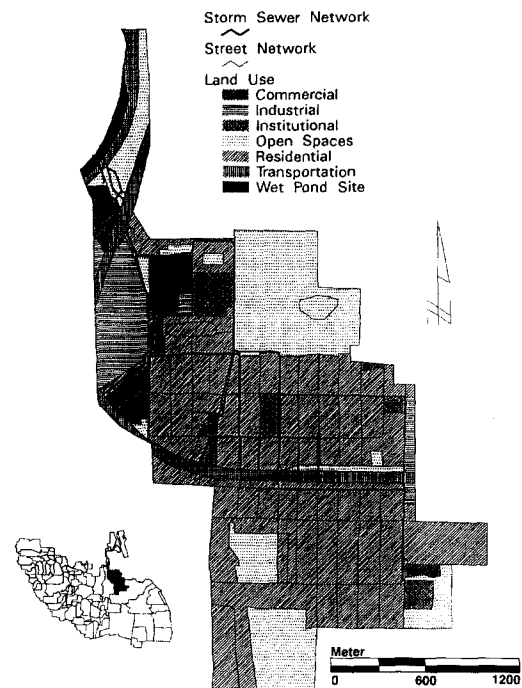 Storm Sewer Network
Street Network
Land Use
Commercial
Industrial
Institutional
Open Spaces
Residential
Transportation
Wet Pond Site
Meter
0 600 1200